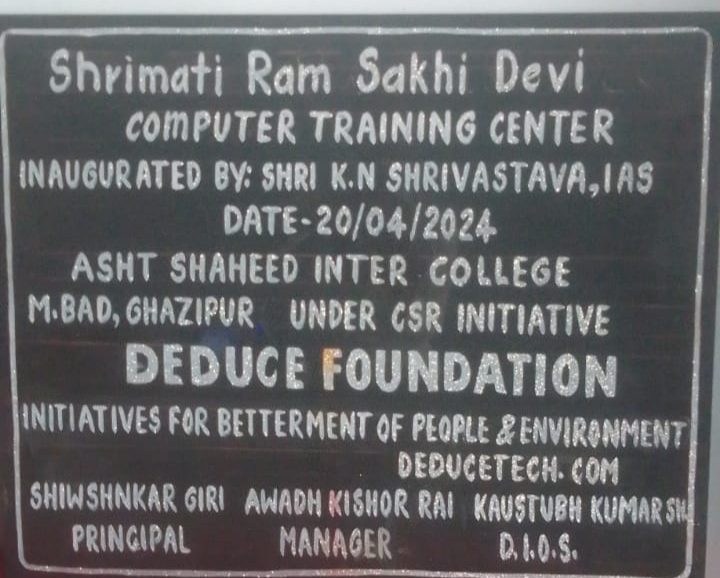 Shrimati Ram Sakhi Devi
COMPUTER TRAINING CENTER
INAUGURATED BY: SHRI K.N SHRIVASTAVA, IAS
DATE-20/04/2024
ASHT SHAHEED INTER COLLEGE
M.BAD, GHAZIPUR UNDER CSR INITIATIVE
DEDUCE FOUNDATION
INITIATIVES FOR BETTERMENT OF PEOPLE & ENVIRONMENT
DEDUCETECH.COM
SHIWSHNKAR GIRI AWADH KISHOR RAI KAUSTUBH KUMAR
PRINCIPAL MANAGER D.I.O.S.